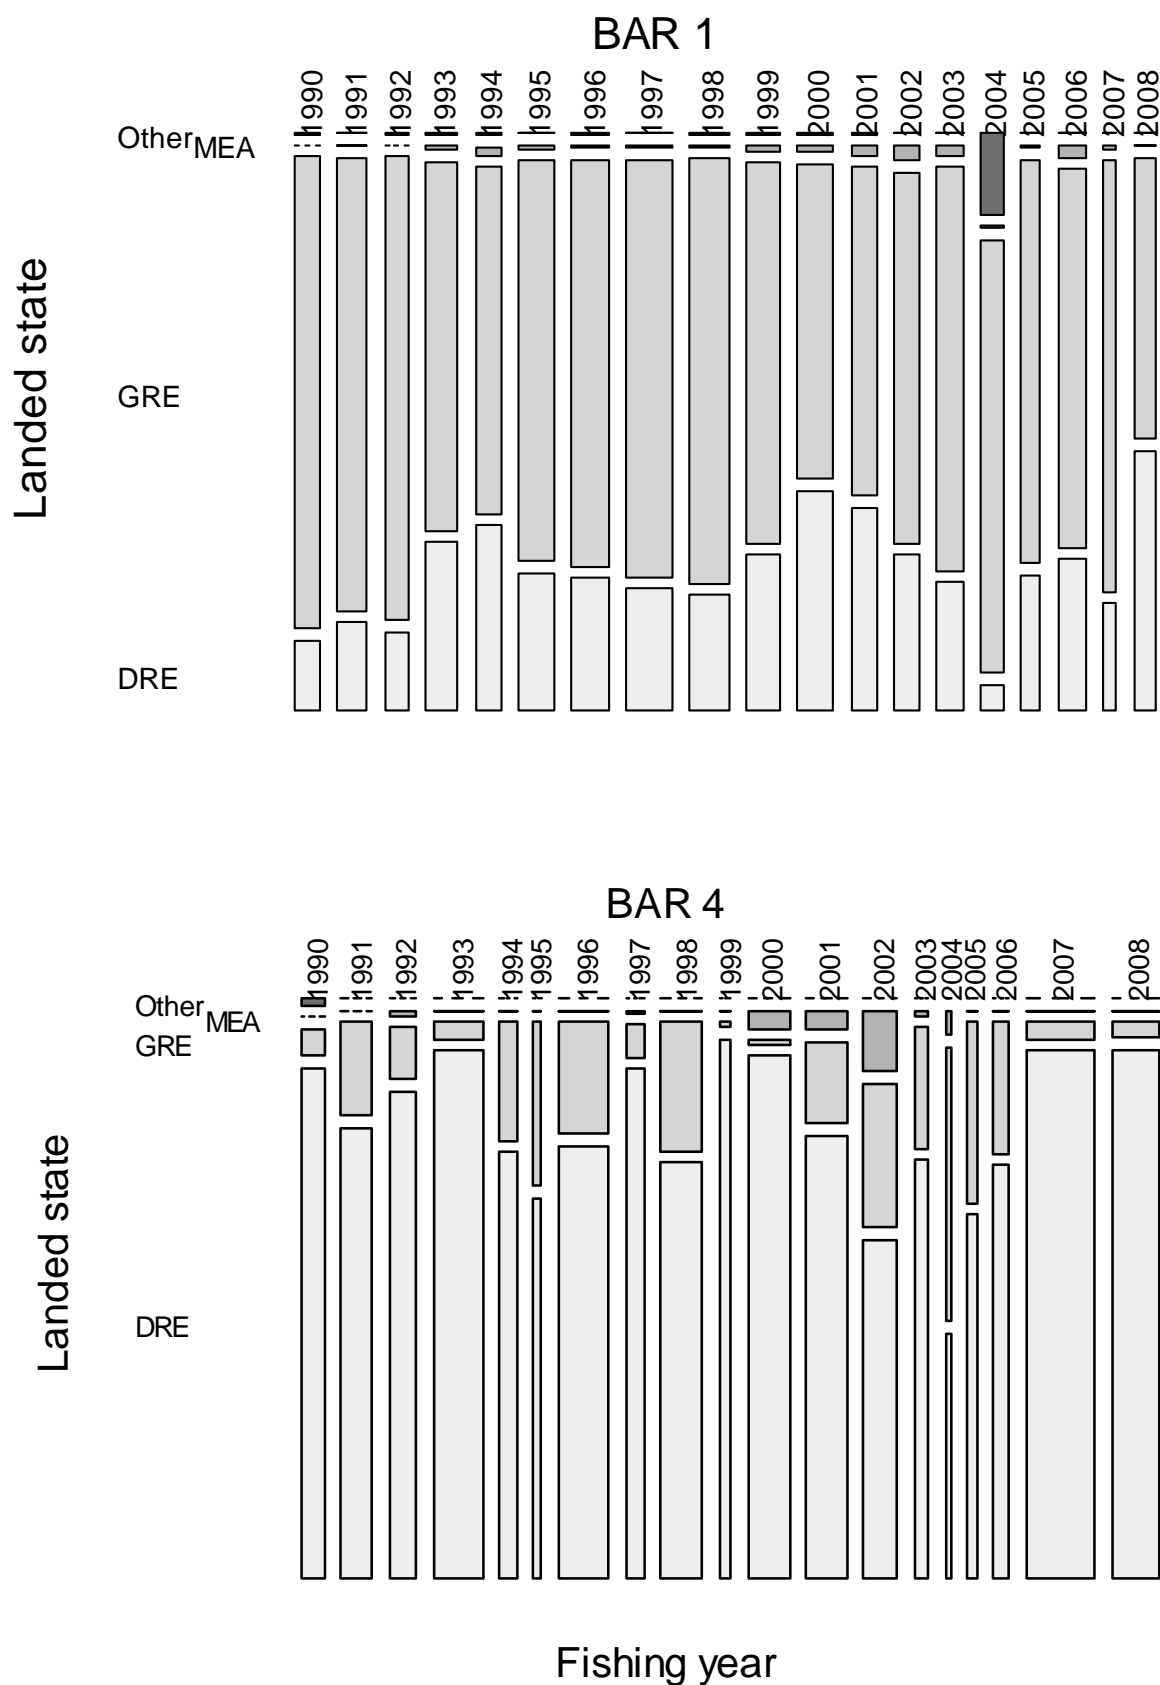 BAR 1
1990 1991 1992 1993 1994 1995 1996 1997 1998 1999 2000 2001 2002 2003 2004 2005 2006 2007 2008
Other MEA
GRE
DRE
Landed state
BAR 4
1990 1991 1992 1993 1994 1995 1996 1997 1998 1999 2000 2001 2002 2003 2004 2005 2006 2007 2008
Other MEA
GRE
DRE
Landed state
Fishing year